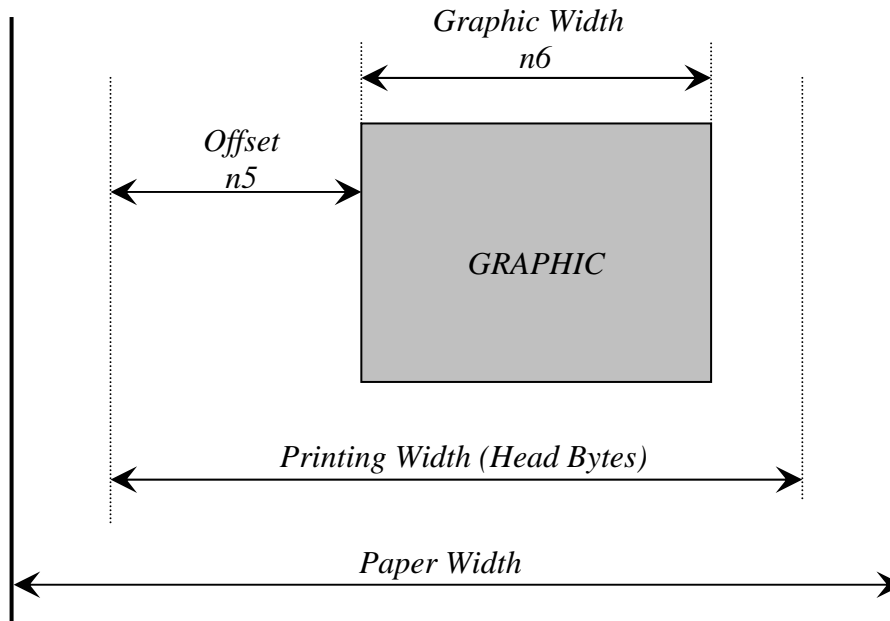 Graphic Width
n6
Offset
n5
GRAPHIC
Printing Width (Head Bytes)
Paper Width